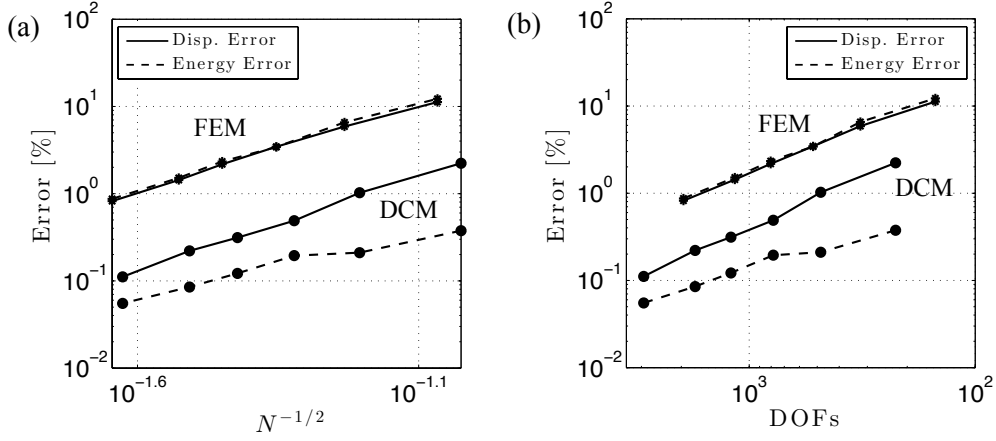 (a)
10^2
10^1
10^0
10^-1
10^-2
Error [%]
Disp. Error
Energy Error
FEM
DCM
10^-1.6
10^-1.1
N^-1/2
(b)
10^2
10^1
10^0
10^-1
10^-2
Error [%]
Disp. Error
Energy Error
FEM
DCM
10^3
10^2
DOFs